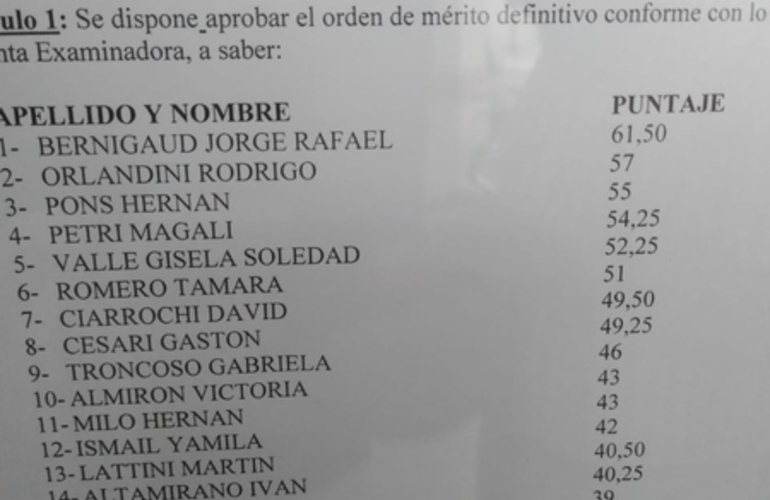 ulo 1: Se dispone aprobar el orden de mérito definitivo conforme con lo
nta Examinadora, a saber:
APELLIDO Y NOMBRE PUNTAJE
1- BERNIGAUD JORGE RAFAEL 61,50
2- ORLANDINI RODRIGO 57
3- PONS HERNAN 55
4- PETRI MAGALI 54,25
5- VALLE GISELA SOLEDAD 52,25
6- ROMERO TAMARA 51
7- CIARROCHI DAVID 49,50
8- CESARI GASTON 49,25
9- TRONCOSO GABRIELA 46
10- ALMIRON VICTORIA 43
11- MILO HERNAN 43
12- ISMAIL YAMILA 42
13- LATTINI MARTIN 40,50
14- ALTAMIRANO IVAN 40,25
39